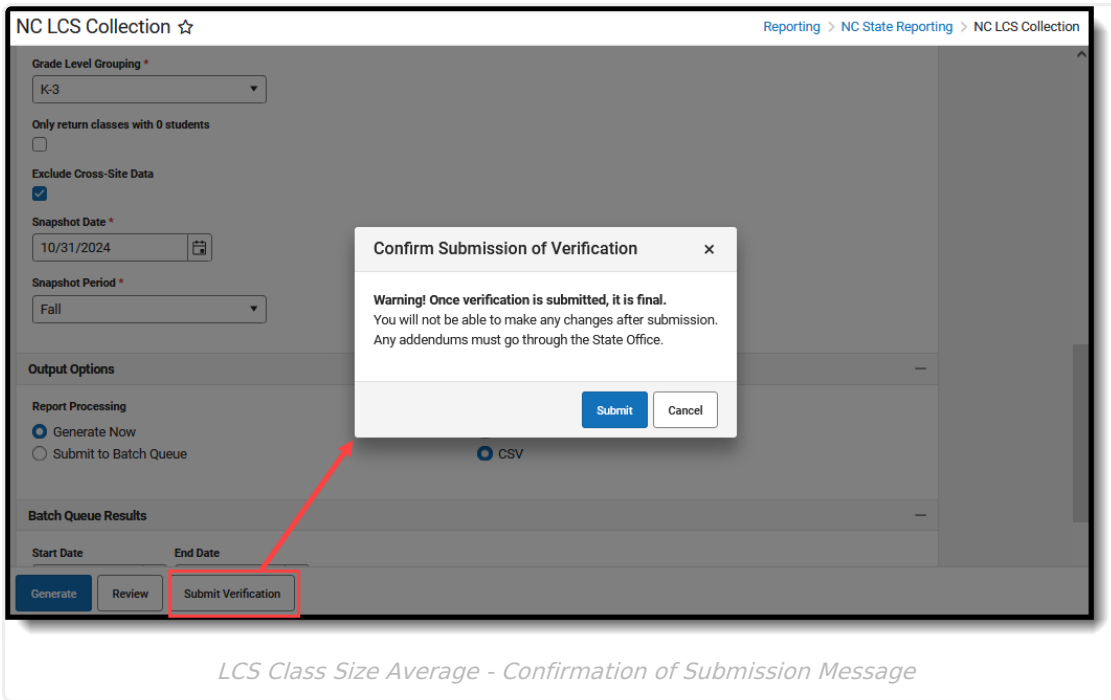 NC LCS Collection
Reporting > NC State Reporting > NC LCS Collection
Grade Level Grouping *
K-3
Only return classes with 0 students
Exclude Cross-Site Data
Snapshot Date *
10/31/2024
Snapshot Period *
Fall
Confirm Submission of Verification ×
Warning! Once verification is submitted, it is final.
You will not be able to make any changes after submission.
Any addendums must go through the State Office.
Submit Cancel
Output Options
Report Processing
Generate Now
Submit to Batch Queue
CSV
Batch Queue Results
Start Date End Date
Generate Review Submit Verification
LCS Class Size Average - Confirmation of Submission Message